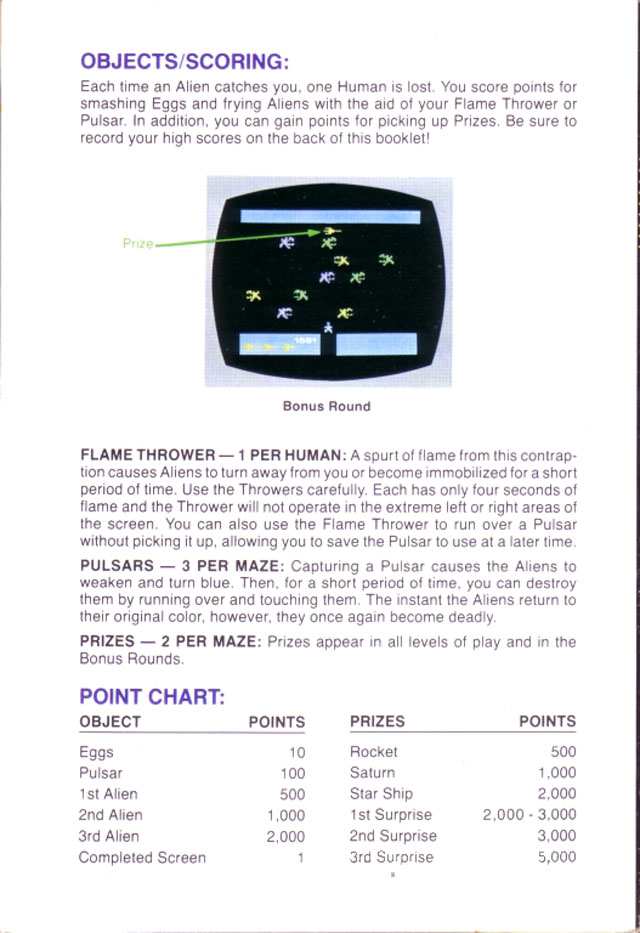 OBJECTS/SCORING:
Each time an Alien catches you, one Human is lost. You score points for
smashing Eggs and frying Aliens with the aid of your Flame Thrower or
Pulsar. In addition, you can gain points for picking up Prizes. Be sure to
record your high scores on the back of this booklet!
Prize
1591
Bonus Round
FLAME THROWER — 1 PER HUMAN: A spurt of flame from this contrap-
tion causes Aliens to turn away from you or become immobilized for a short
period of time. Use the Throwers carefully. Each has only four seconds of
flame and the Thrower will not operate in the extreme left or right areas of
the screen. You can also use the Flame Thrower to run over a Pulsar
without picking it up, allowing you to save the Pulsar to use at a later time.
PULSARS — 3 PER MAZE: Capturing a Pulsar causes the Aliens to
weaken and turn blue. Then, for a short period of time, you can destroy
them by running over and touching them. The instant the Aliens return to
their original color, however, they once again become deadly.
PRIZES — 2 PER MAZE: Prizes appear in all levels of play and in the
Bonus Rounds.
POINT CHART:
OBJECT POINTS PRIZES POINTS
Eggs 10 Rocket 500
Pulsar 100 Saturn 1,000
1st Alien 500 Star Ship 2,000
2nd Alien 1,000 1st Surprise 2,000 - 3,000
3rd Alien 2,000 2nd Surprise 3,000
Completed Screen 1 3rd Surprise 5,000